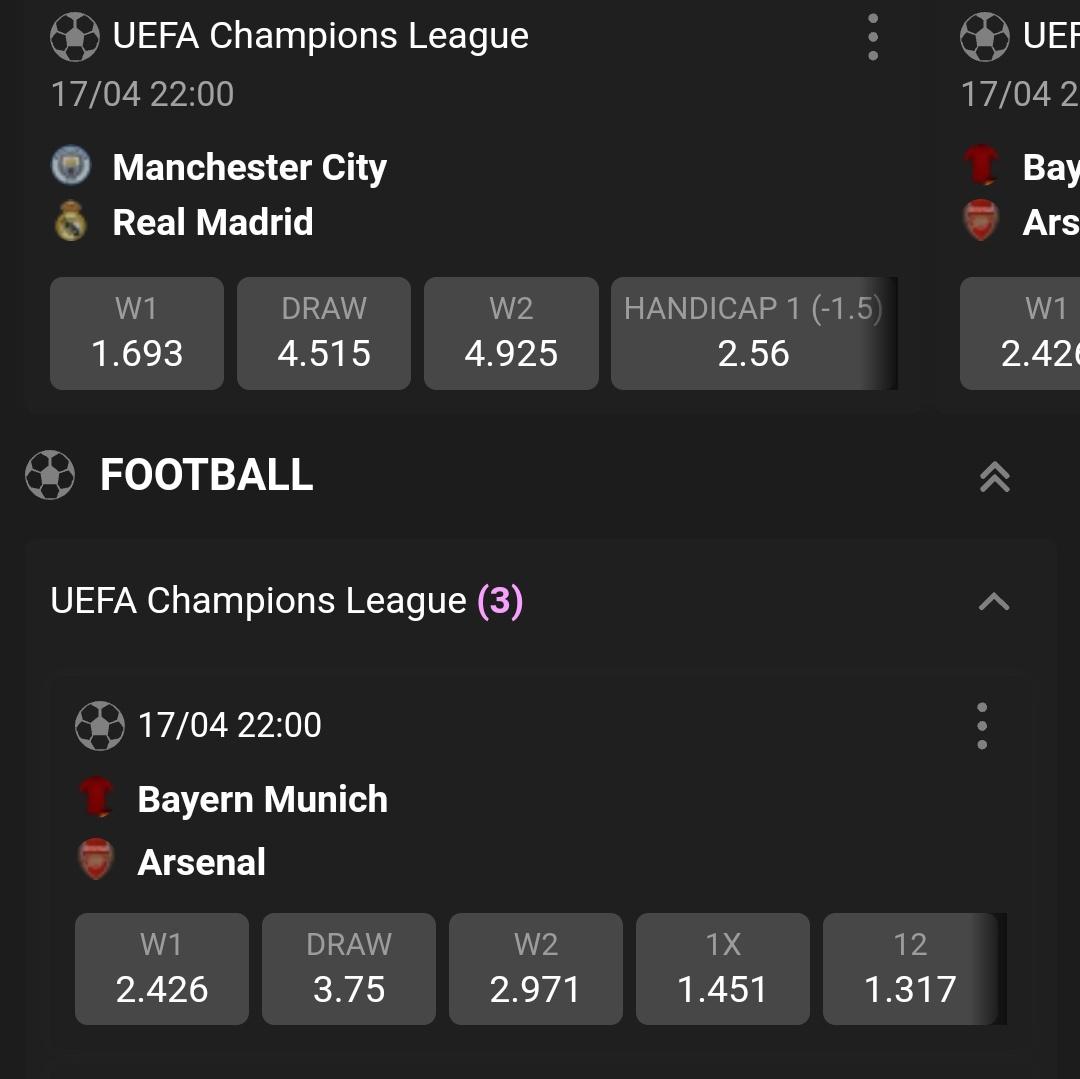 UEFA Champions League
17/04 22:00
Manchester City
Real Madrid
W1 DRAW W2 HANDICAP 1 (-1.5)
1.693 4.515 4.925 2.56
UEF
17/04 2
Bay
Ars
W1
2.426
FOOTBALL
UEFA Champions League (3)
17/04 22:00
Bayern Munich
Arsenal
W1 DRAW W2 1X 12
2.426 3.75 2.971 1.451 1.317